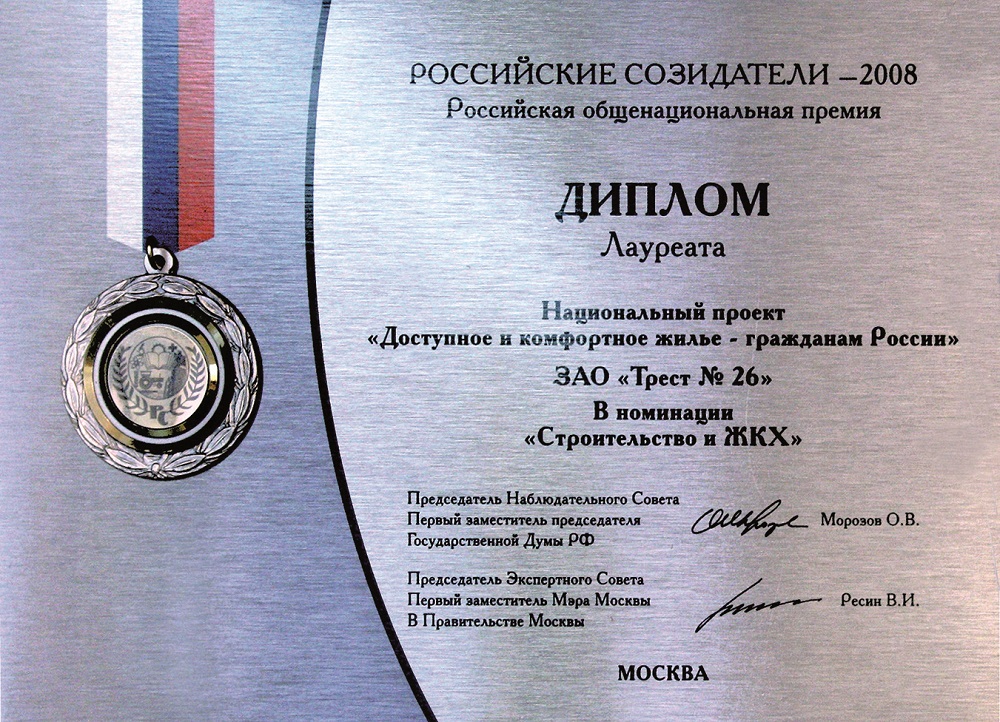 РОССИЙСКИЕ СОЗИДАТЕЛИ – 2008
Российская общенациональная премия
ДИПЛОМ
Лауреата
Национальный проект
«Доступное и комфортное жилье - гражданам России»
ЗАО «Трест № 26»
В номинации
«Строительство и ЖКХ»
Председатель Наблюдательного Совета
Первый заместитель председателя
Государственной Думы РФ
Морозов О.В.
Председатель Экспертного Совета
Первый заместитель Мэра Москвы
В Правительстве Москвы
Ресин В.И.
МОСКВА
РС